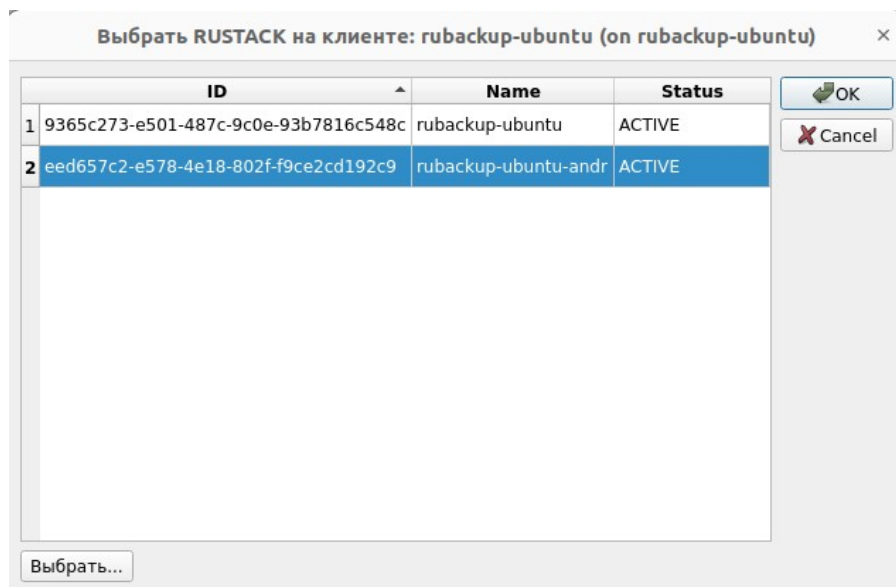 Выбрать RUSTACK на клиенте: rubackup-ubuntu (on rubackup-ubuntu)
ID Name Status
1 9365c273-e501-487c-9c0e-93b7816c548c rubackup-ubuntu ACTIVE
2 eed657c2-e578-4e18-802f-f9ce2cd192c9 rubackup-ubuntu-andr ACTIVE
OK
Cancel
Выбрать...